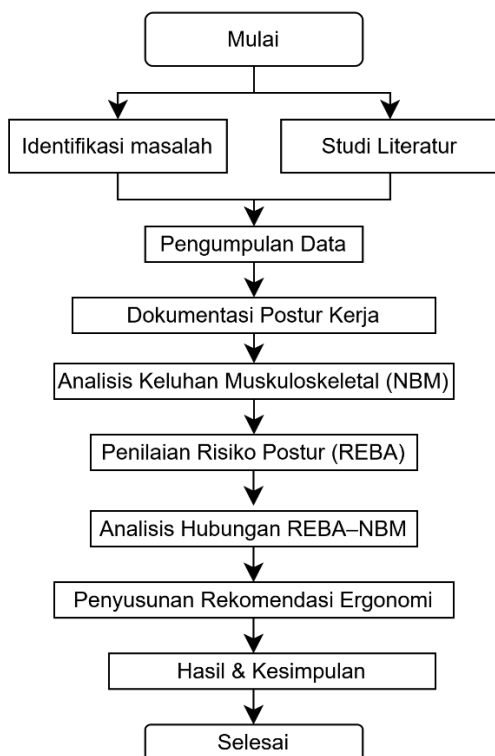 Mulai
Identifikasi masalah
Studi Literatur
Pengumpulan Data
Dokumentasi Postur Kerja
Analisis Keluhan Muskuloskeletal (NBM)
Penilaian Risiko Postur (REBA)
Analisis Hubungan REBA–NBM
Penyusunan Rekomendasi Ergonomi
Hasil & Kesimpulan
Selesai